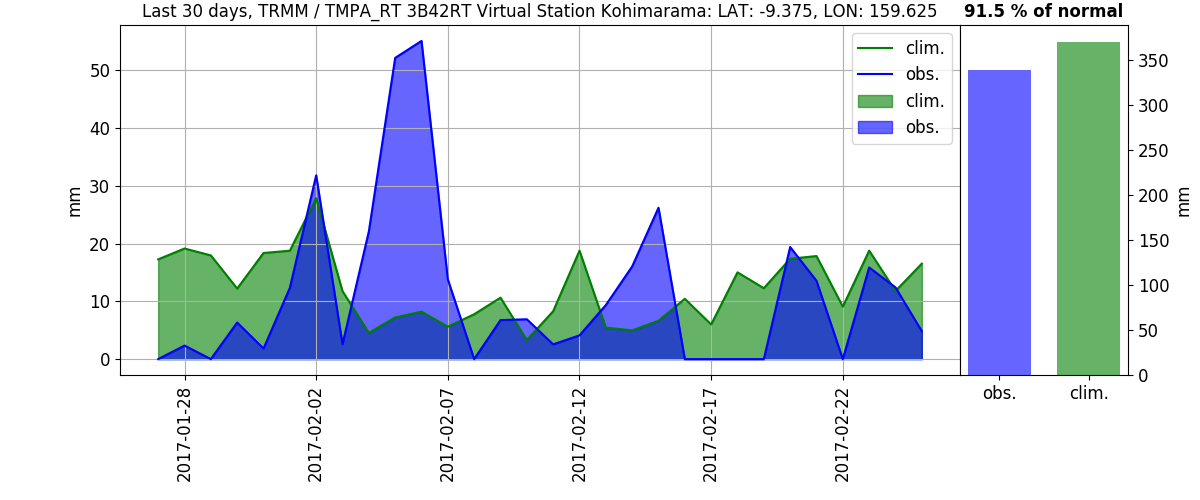 Last 30 days, TRMM / TMPA_RT 3B42RT Virtual Station Kohimarama: LAT: -9.375, LON: 159.625
91.5 % of normal
clim.
obs.
clim.
obs.
50
40
30
20
10
0
mm
2017-01-28
2017-02-02
2017-02-07
2017-02-12
2017-02-17
2017-02-22
350
300
250
200
150
100
50
0
mm
obs.
clim.